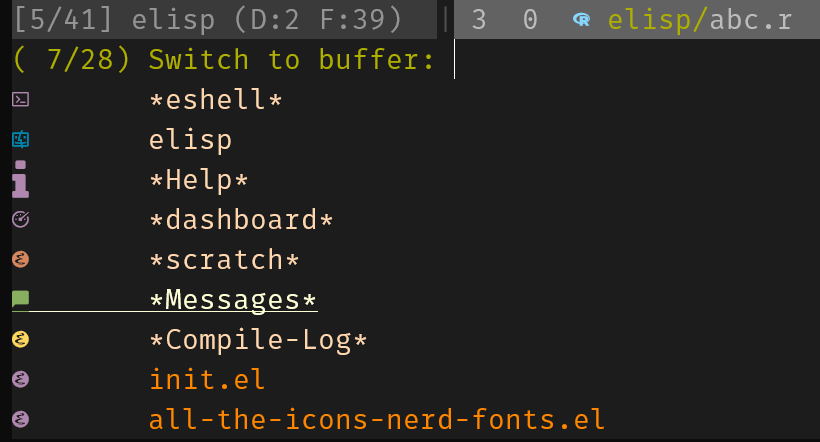 [5/41] elisp (D:2 F:39) | 3 0 elisp/abc.r
( 7/28) Switch to buffer:
*eshell*
elisp
*Help*
*dashboard*
*scratch*
*Messages*
*Compile-Log*
init.el
all-the-icons-nerd-fonts.el